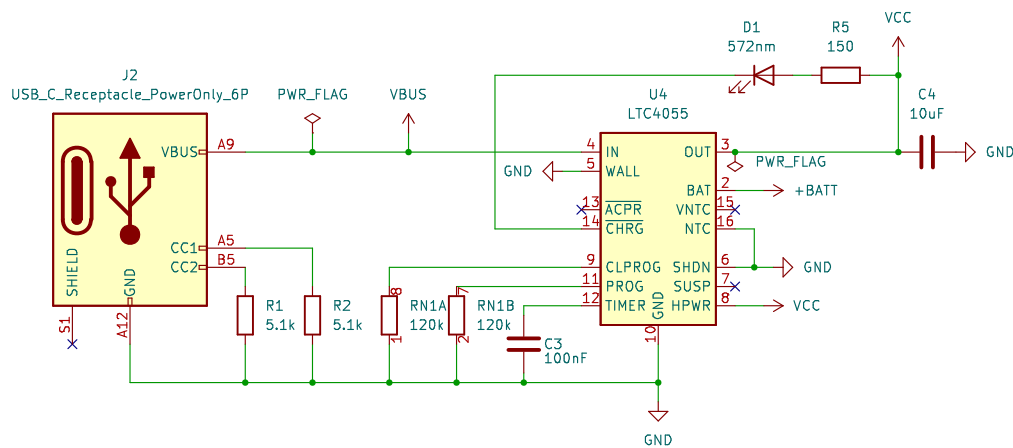 VCC
D1
572nm
R5
150
J2
USB_C_Receptacle_PowerOnly_6P
PWR_FLAG
VBUS
U4
LTC4055
C4
10uF
VBUS
A9
4
IN
OUT
3
GND
5
WALL
PWR_FLAG
GND
BAT
2
+BATT
13
ACPR
VNTC
15
14
CHRG
NTC
16
CC1
A5
CC2
B5
9
CLPROG
SHDN
6
GND
11
PROG
SUSP
7
12
TIMER
HPWR
8
VCC
SHIELD
GND
GND
S1
A12
10
R1
5.1k
R2
5.1k
8
RN1A
120k
1
7
RN1B
120k
2
C3
100nF
GND